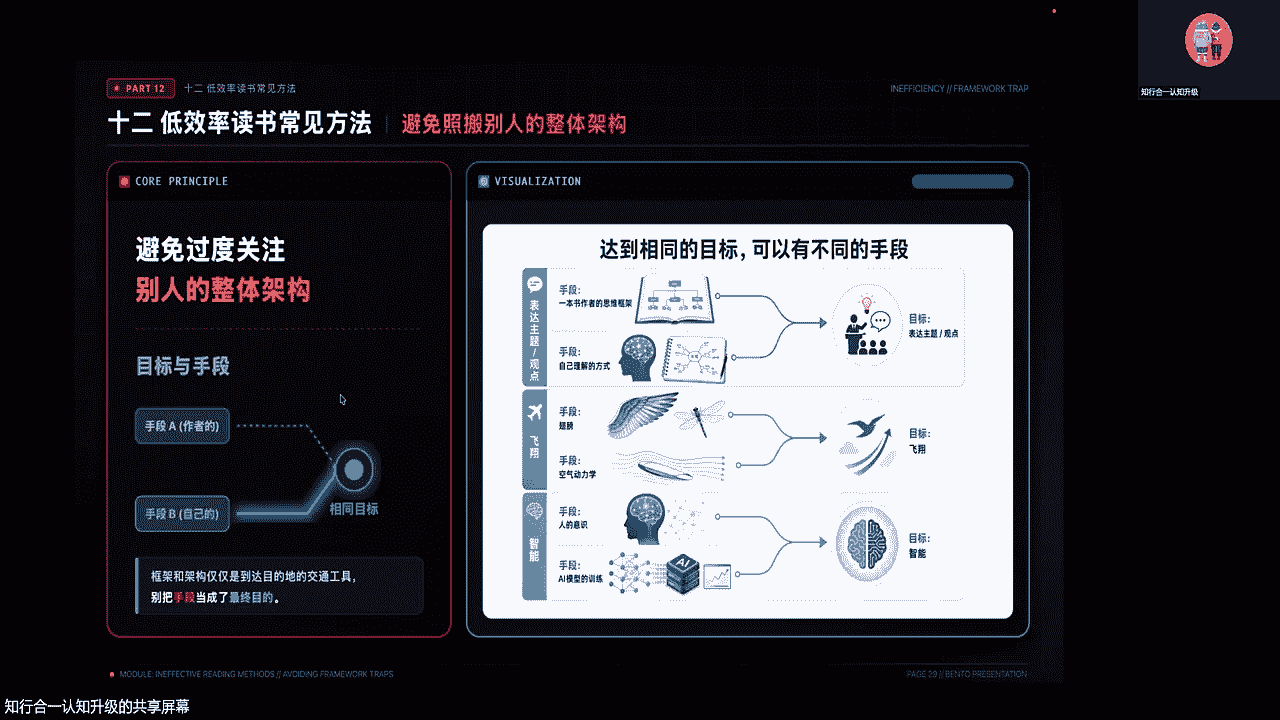 知行合一认知升级
PART 12
十二 低效率读书常见方法
INEFFICIENCY // FRAMEWORK TRAP
十二 低效率读书常见方法 | 避免照搬别人的整体架构
CORE PRINCIPLE
避免过度关注
别人的整体架构
目标与手段
手段 A (作者的)
手段 B (自己的)
相同目标
框架和架构仅仅是到达目的地的交通工具，
别把手段当成了最终目的。
VISUALIZATION
达到相同的目标，可以有不同的手段
表达主题/观点
手段：
一本书作者的思维框架
手段：
自己理解的方式
目标：
表达主题 / 观点
飞翔
手段：
翅膀
手段：
空气动力学
目标：
飞翔
智能
手段：
人的意识
手段：
AI模型的训练
AI
目标：
智能
MODULE: INEFFECTIVE READING METHODS // AVOIDING FRAMEWORK TRAPS
PAGE 29 // BENTO PRESENTATION
知行合一认知升级的共享屏幕